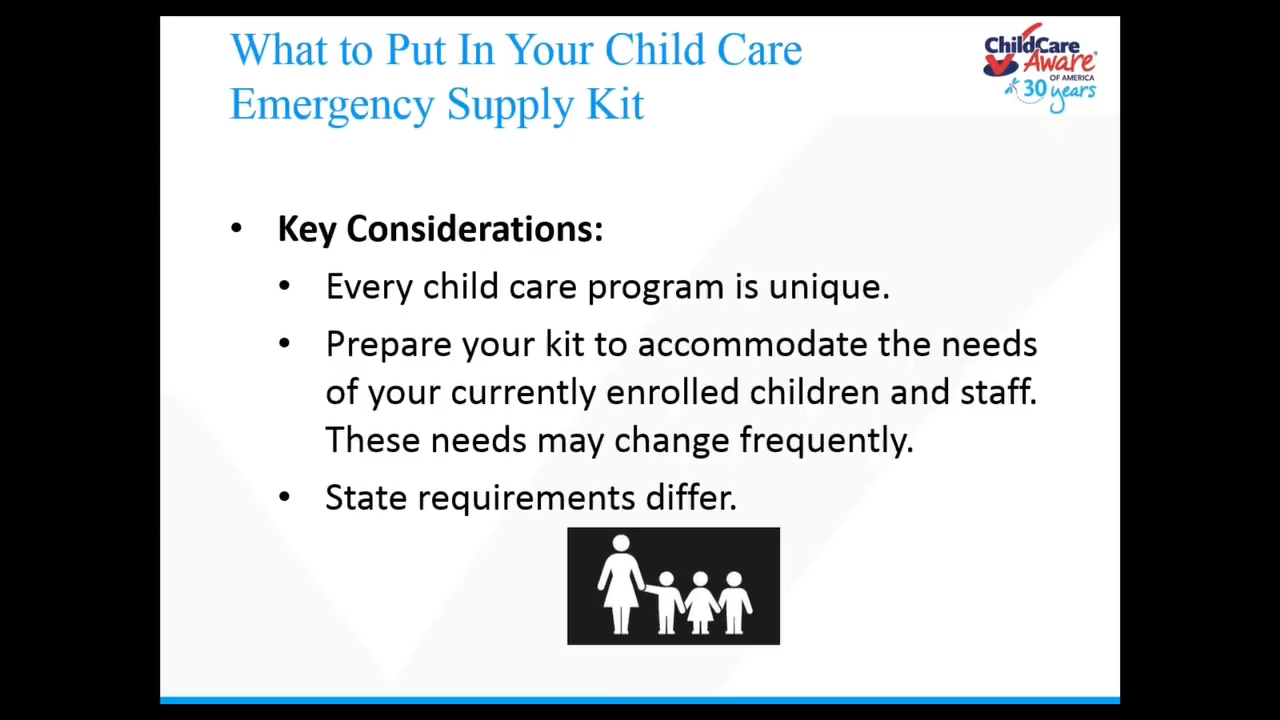 What to Put In Your Child Care
Emergency Supply Kit
ChildCare
Aware®
OF AMERICA
30 years
• Key Considerations:
• Every child care program is unique.
• Prepare your kit to accommodate the needs
of your currently enrolled children and staff.
These needs may change frequently.
• State requirements differ.